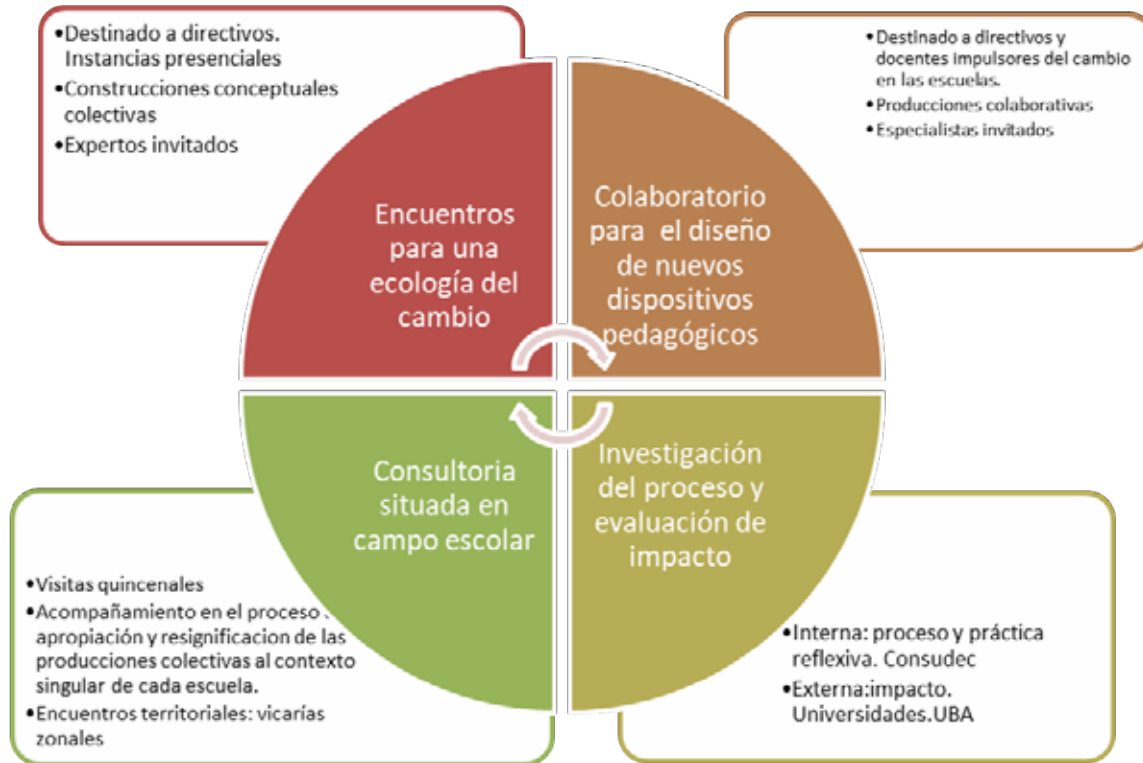 •Destinado a directivos.
Instancias presenciales
•Construcciones conceptuales
colectivas
•Expertos invitados
•Destinado a directivos y
docentes impulsores del cambio
en las escuelas.
•Producciones colaborativas
•Especialistas invitados
Encuentros
para una
ecología del
cambio
Colaboratorio
para el diseño
de nuevos
dispositivos
pedagógicos
Consultoria
situada en
campo escolar
Investigación
del proceso y
evaluación de
impacto
•Visitas quincenales
•Acompañamiento en el proceso
apropiación y resignificacion de las
producciones colectivas al contexto
singular de cada escuela.
•Encuentros territoriales: vicarías
zonales
•Interna: proceso y práctica
reflexiva. Consudec
•Externa:impacto.
Universidades.UBA